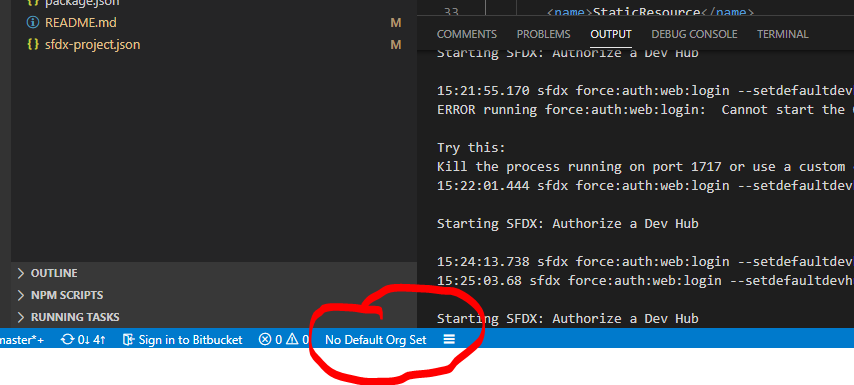 package.json
README.md M
sfdx-project.json M
OUTLINE
NPM SCRIPTS
RUNNING TASKS
33 <name>StaticResource</name>
COMMENTS PROBLEMS OUTPUT DEBUG CONSOLE TERMINAL
Starting SFDX: Authorize a Dev Hub
15:21:55.170 sfdx force:auth:web:login --setdefaultdev
ERROR running force:auth:web:login: Cannot start the
Try this:
Kill the process running on port 1717 or use a custom
15:22:01.444 sfdx force:auth:web:login --setdefaultdev
Starting SFDX: Authorize a Dev Hub
15:24:13.738 sfdx force:auth:web:login --setdefaultdev
15:25:03.68 sfdx force:auth:web:login --setdefaultdevh
Starting SFDX: Authorize a Dev Hub
master*+ 0↓ 4↑ Sign in to Bitbucket 0 0 No Default Org Set